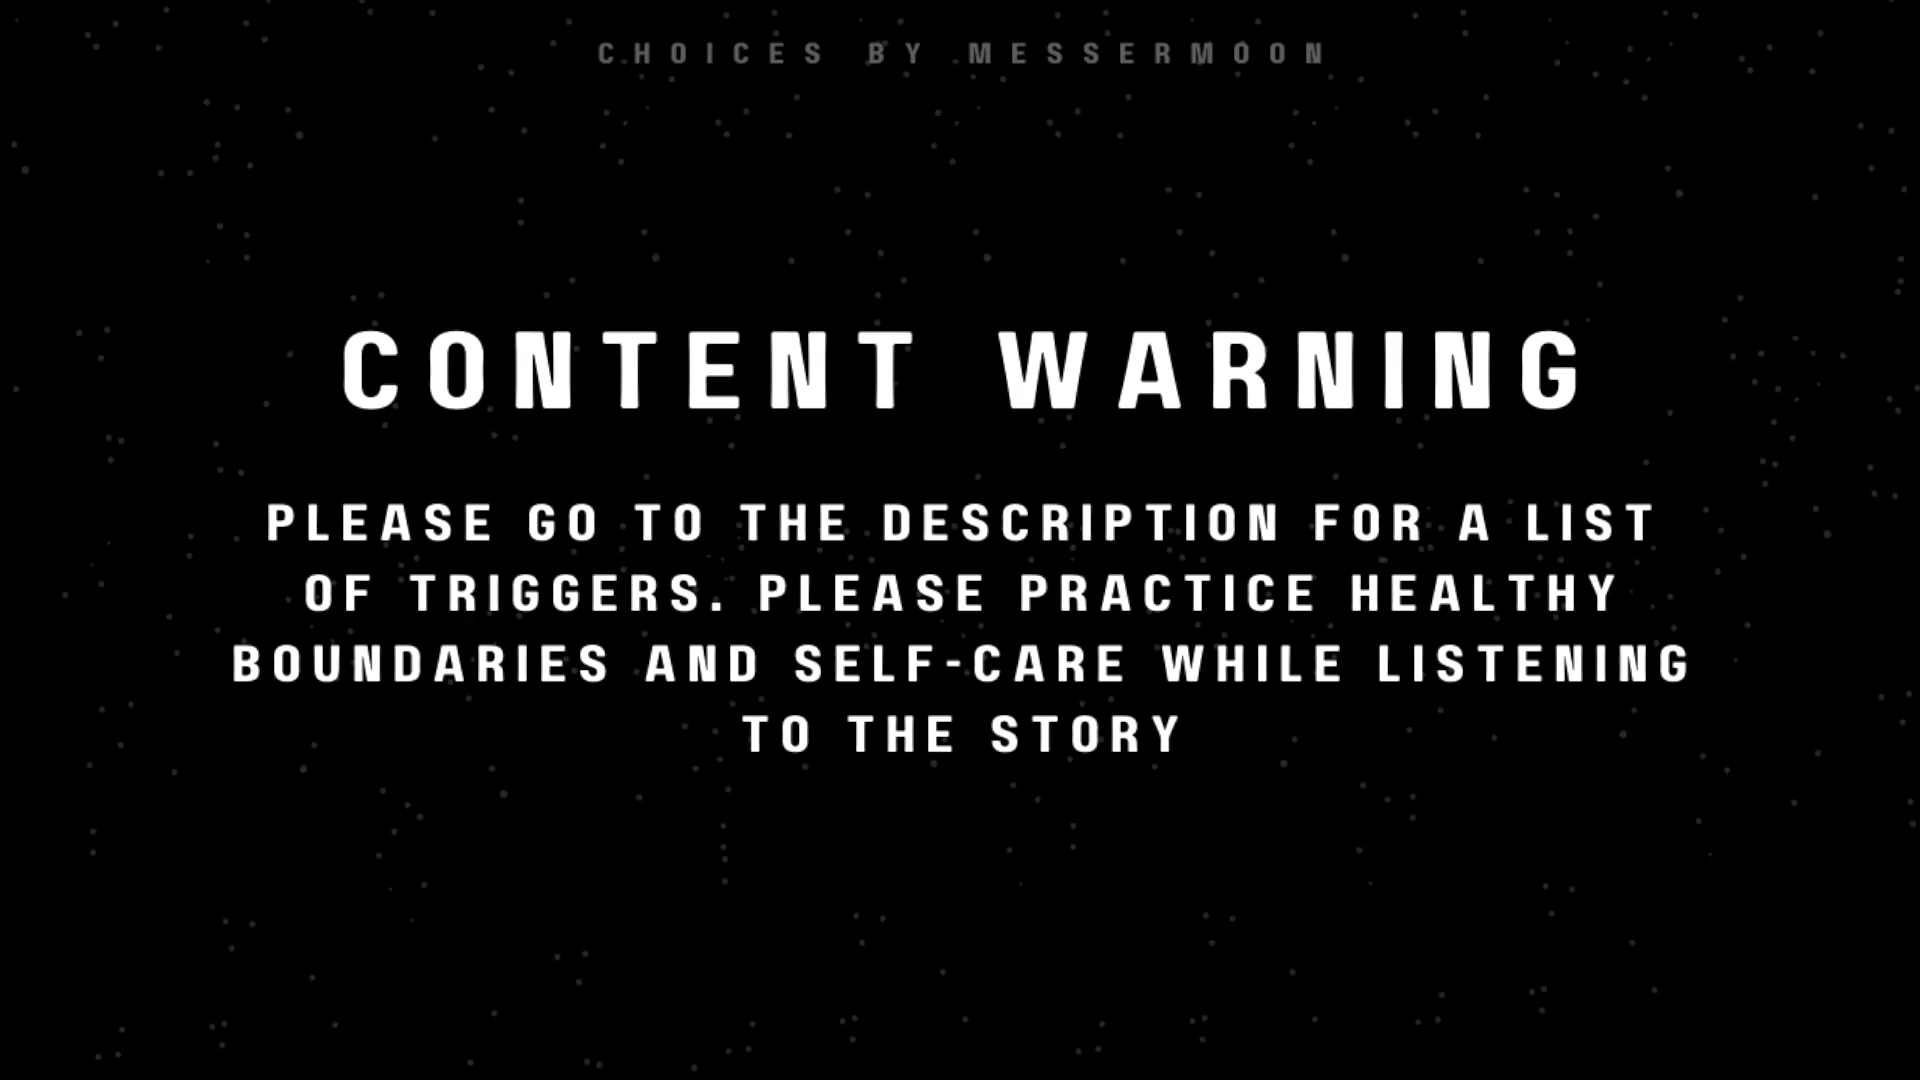 CHOICES BY MESSERMOON
CONTENT WARNING
PLEASE GO TO THE DESCRIPTION FOR A LIST
OF TRIGGERS. PLEASE PRACTICE HEALTHY
BOUNDARIES AND SELF-CARE WHILE LISTENING
TO THE STORY